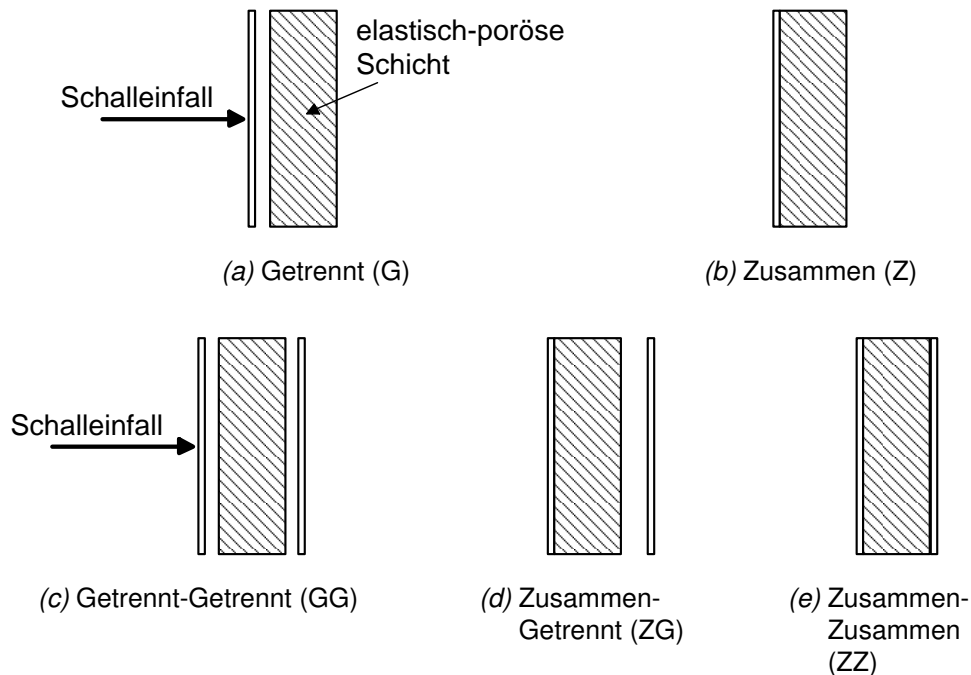 elastisch-poröse
Schicht
Schalleinfall
(a) Getrennt (G)
(b) Zusammen (Z)
Schalleinfall
(c) Getrennt-Getrennt (GG)
(d) Zusammen-
Getrennt (ZG)
(e) Zusammen-
Zusammen
(ZZ)